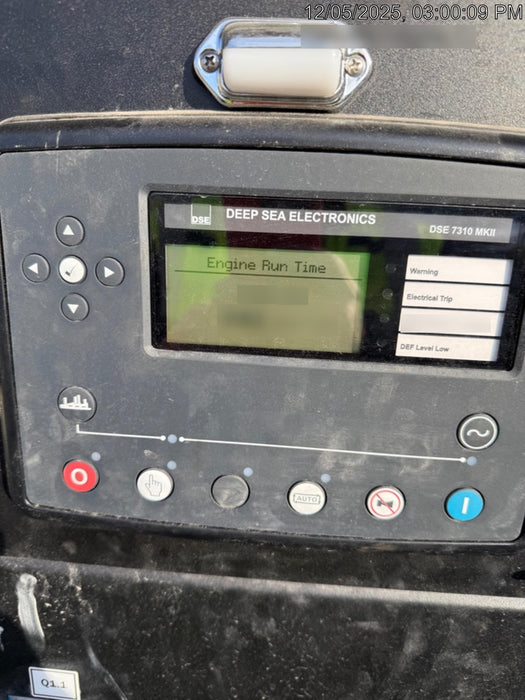 12/05/2025, 03:00:09 PM
DSE
DEEP SEA ELECTRONICS
DSE 7310 MKII
Engine Run Time
Warning
Electrical Trip
DEF Level Low
O
AUTO
I
Q1.1